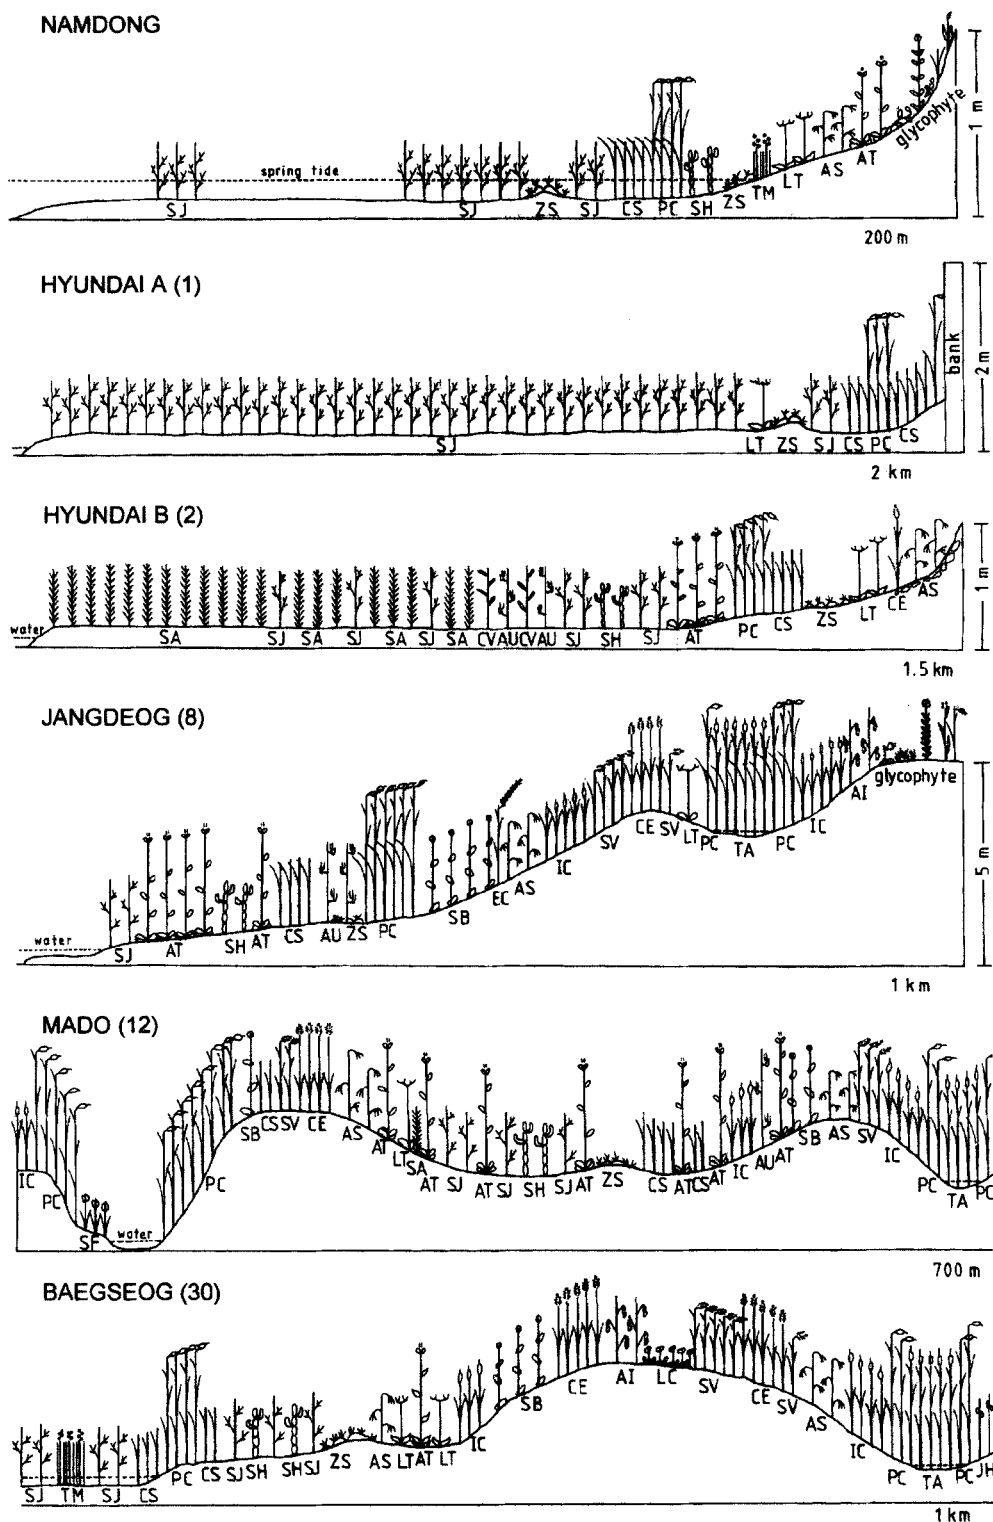 NAMDONG
spring tide
glycophyte
1 m
SJ SJ ZS SJ CS PC SH ZS TM LT AS AT
200 m
HYUNDAI A (1)
bank
2 m
SJ LT ZS SJ CS PC CS
2 km
HYUNDAI B (2)
1 m
water
SA SJ SA SJ SA SJ SA CV AU CV AU SJ SH SJ AT PC CS ZS LT CE AS
1.5 km
JANGDEOG (8)
glycophyte
5 m
water
SJ AT SH AT CS AU ZS PC SB EC AS IC SV CE SV LT PC TA PC IC AI
1 km
MADO (12)
water
IC PC SF PC SB CS SV CE AS AT LT SA AT SJ AT SJ SH SJ AT ZS CS AT CS AT IC AU AT SB AS SV IC PC TA PC
700 m
BAEGSEOG (30)
SJ TM SJ CS PC CS SJ SH SH SJ ZS AS LT AT LT IC SB CE AI LC SV CE SV AS IC PC TA PC JH
1 km